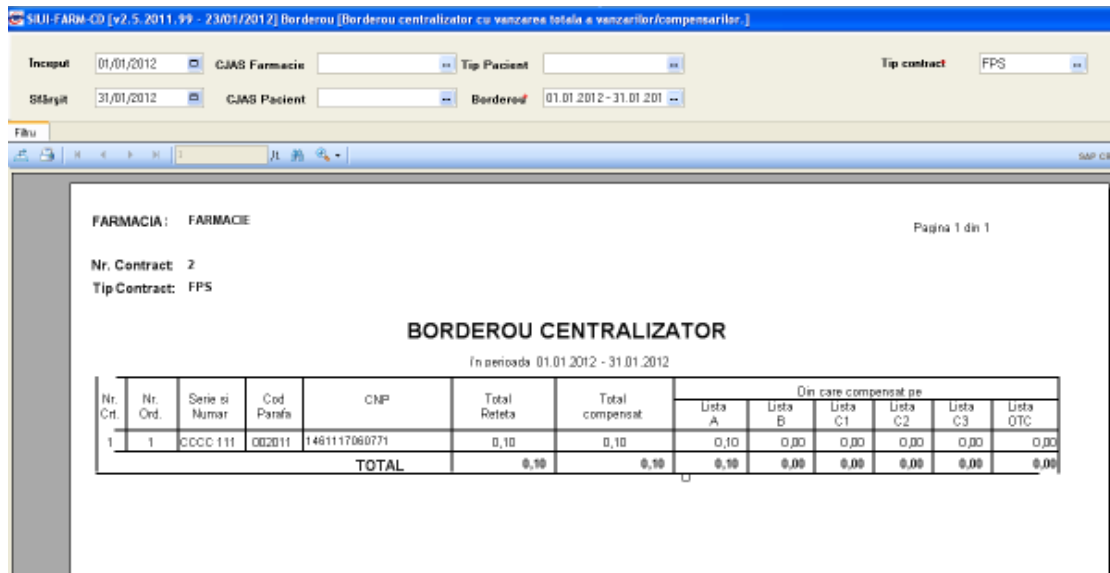 SIUI-FARM-CD [v2.5.2011.99 - 23/01/2012] Borderou [Borderou centralizator cu vanzarea totala a vanzarilor/compensarilor.]
Început 01/01/2012 CJAS Farmacie Tip Pacient Tip contract FPS
Sfârşit 31/01/2012 CJAS Pacient Borderou 01.01.2012-31.01.201
Filtru
1 /1
FARMACIA: FARMACIE
Pagina 1 din 1
Nr. Contract: 2
Tip Contract: FPS
BORDEROU CENTRALIZATOR
în perioada 01.01.2012 - 31.01.2012
Nr. Crt. Nr. Ord. Serie si Numar Cod Parafa CNP Total Reteta Total compensat Din care compensat pe
Lista A Lista B Lista C1 Lista C2 Lista C3 Lista OTC
1 1 CCCC 111 002011 1461117060771 0,10 0,10 0,10 0,00 0,00 0,00 0,00 0,00
TOTAL 0,10 0,10 0,10 0,00 0,00 0,00 0,00 0,00